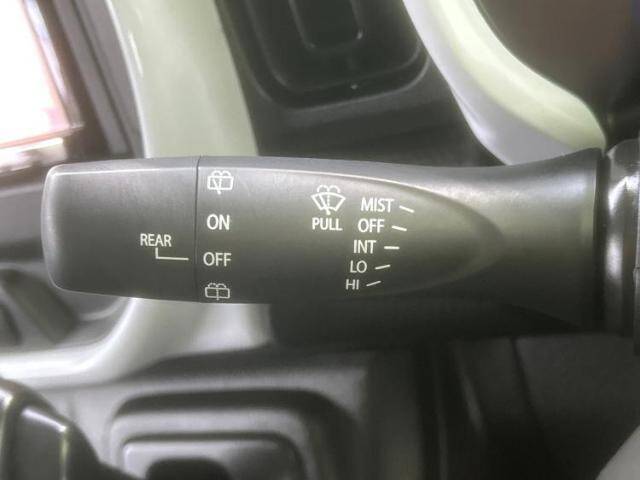 REAR
ON
OFF
PULL
MIST
OFF
INT
LO
HI